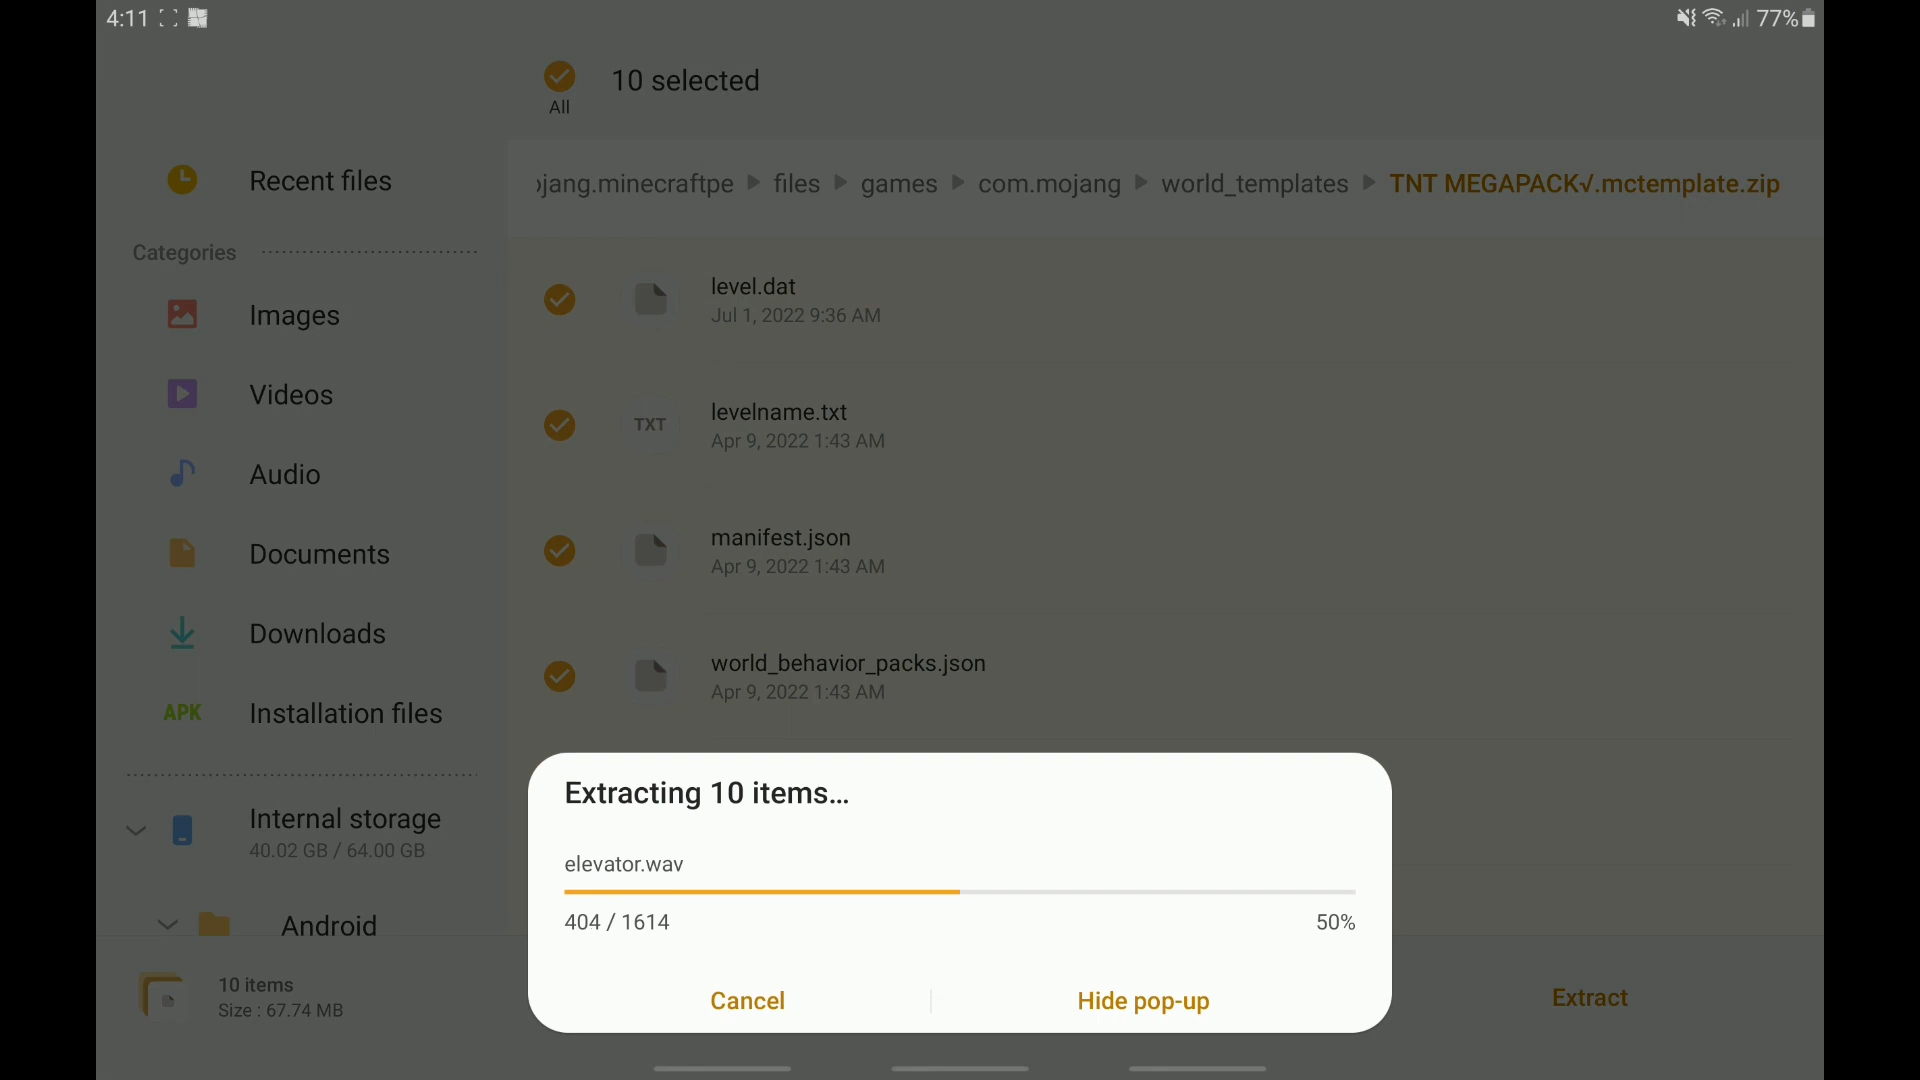 4:11
77%
All
10 selected
Recent files
Categories
Images
Videos
Audio
Documents
Downloads
APK Installation files
Internal storage
40.02 GB / 64.00 GB
Android
10 items
Size : 67.74 MB
ojang.minecraftpe files games com.mojang world_templates TNT MEGAPACK√.mctemplate.zip
level.dat
Jul 1, 2022 9:36 AM
TXT
levelname.txt
Apr 9, 2022 1:43 AM
manifest.json
Apr 9, 2022 1:43 AM
world_behavior_packs.json
Apr 9, 2022 1:43 AM
Extracting 10 items...
elevator.wav
404 / 1614
50%
Cancel
Hide pop-up
Extract